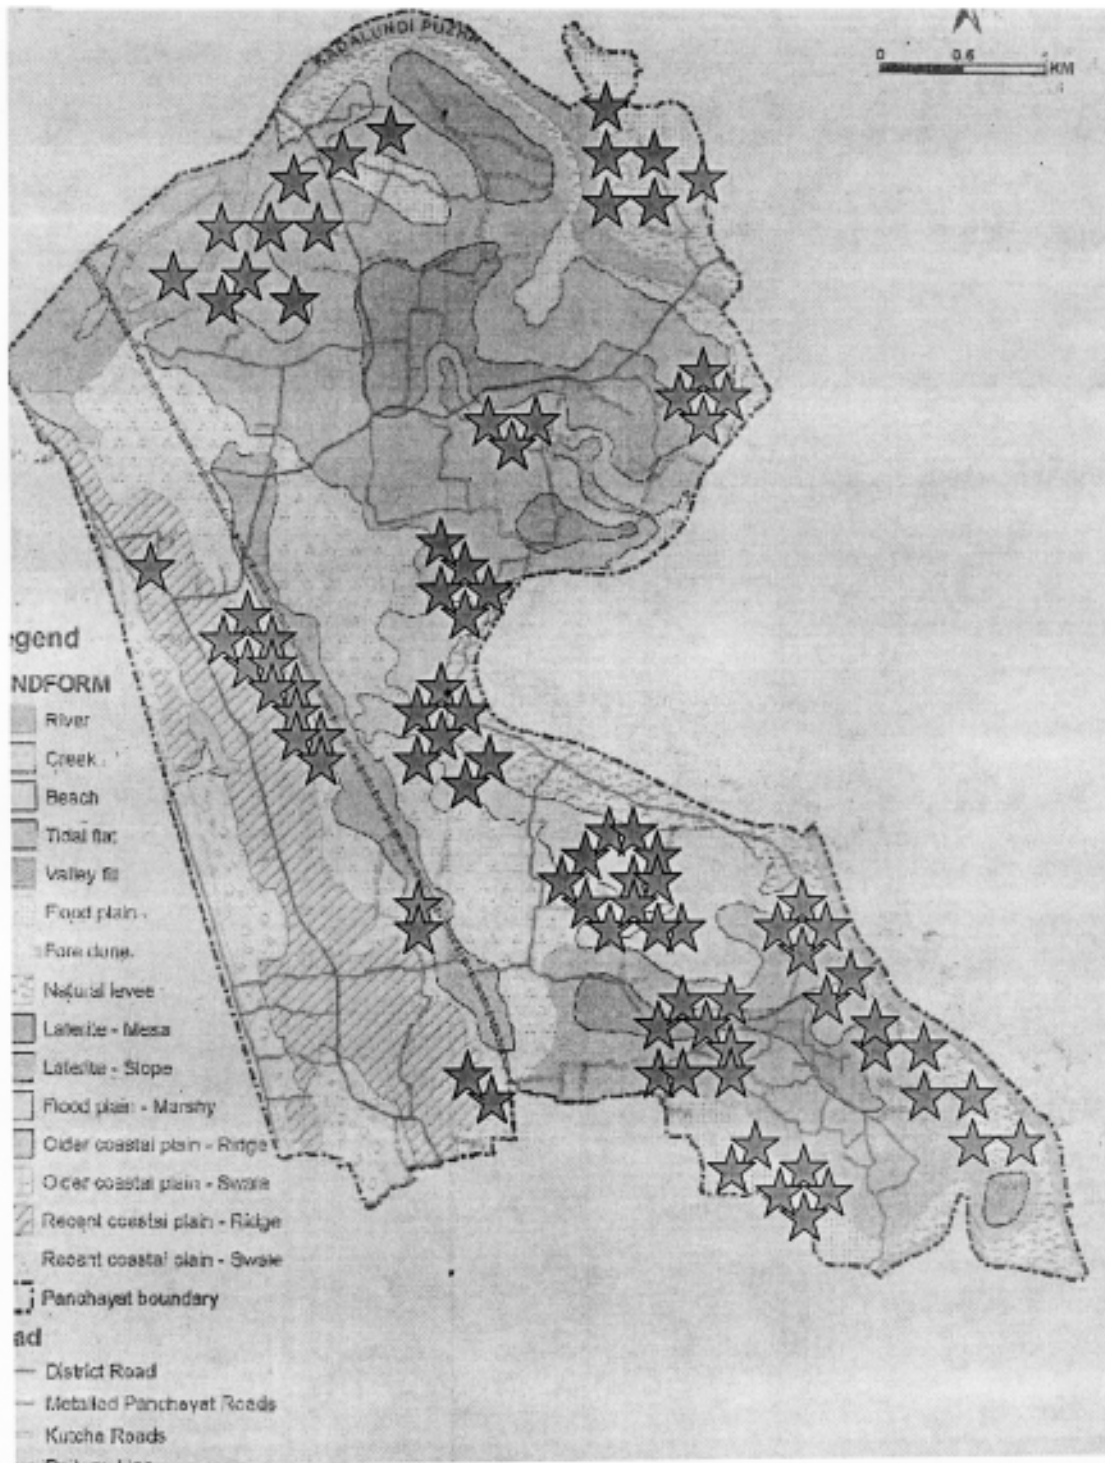 KADALUNDI PUZHA
0 0.6
KM
egend
NDFORM
River
Creek
Beach
Tidal flat
Valley fill
Flood plain
Fore dune
Natural levee
Laterite - Mesa
Laterite - Slope
Flood plain - Marshy
Older coastal plain - Ridge
Older coastal plain - Swale
Recent coastal plain - Ridge
Recent coastal plain - Swale
Panchayat boundary
ad
District Road
Metalled Panchayat Roads
Kutcha Roads